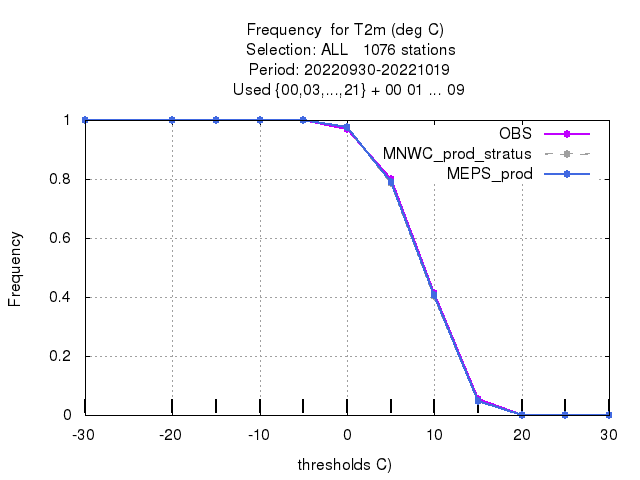 Frequency  for T2m (deg C)
Selection: ALL   1076 stations
Period: 20220930-20221019
Used {00,03,...,21} + 00 01 ... 09
OBS
MNWC_prod_stratus
MEPS_prod
Frequency
1
0.8
0.6
0.4
0.2
0
-30 -20 -10 0 10 20 30
thresholds C)